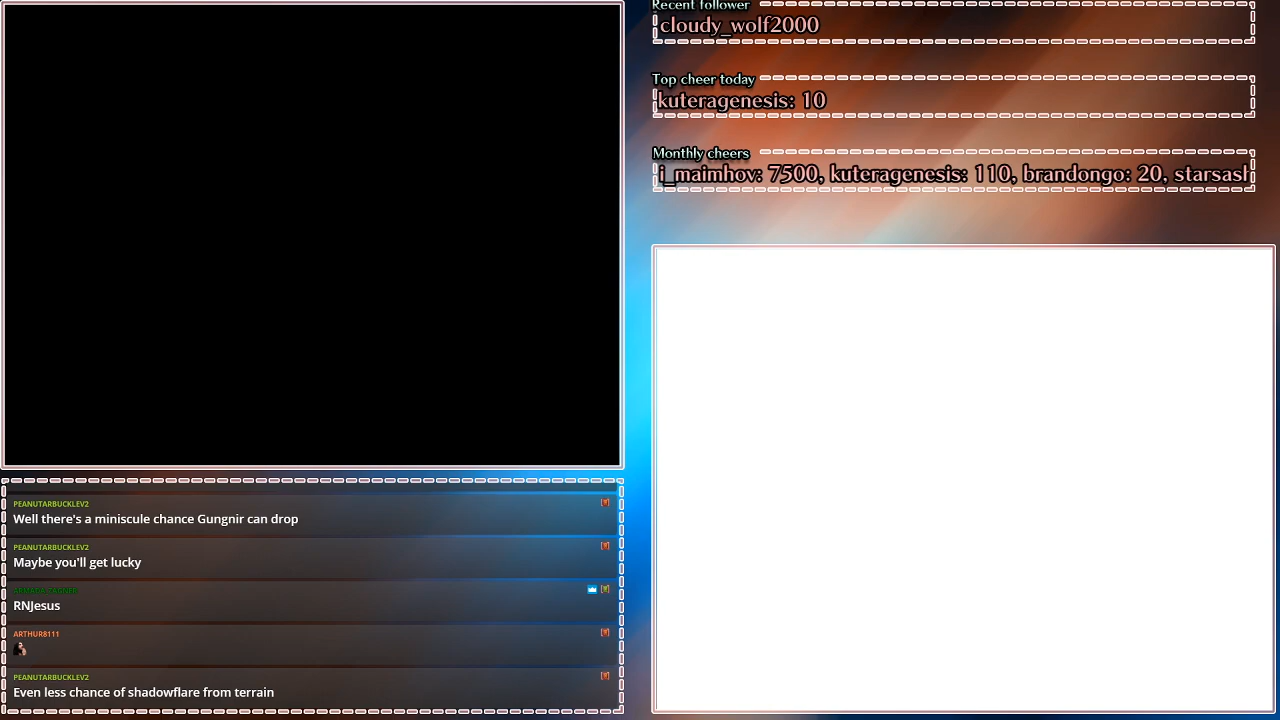 Recent follower
cloudy_wolf2000
Top cheer today
kuteragenesis: 10
Monthly cheers
i_maimhov: 7500, kuteragenesis: 110, brandongo: 20, starsash
PEANUTARBUCKLEV2
Well there's a miniscule chance Gungnir can drop
PEANUTARBUCKLEV2
Maybe you'll get lucky
RNJesus
ARTHUR8111
PEANUTARBUCKLEV2
Even less chance of shadowflare from terrain